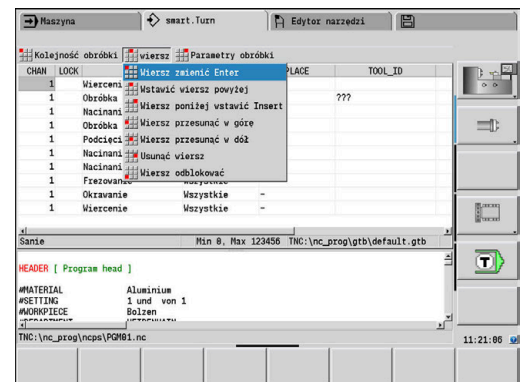 Maszyna smart.Turn Edytor narzędzi
Kolejność obróbki wiersz Parametry obróbki
CHAN LOCK PLACE TOOL_ID
Wiersz zmienić Enter
Wstawić wiersz powyżej
Wiersz poniżej wstawić Insert
Wiersz przesunąć w górę
Wiersz przesunąć w dół
Usunąć wiersz
Wiersz odblokować
1 Wierceni
1 Obróbka ???
1 Nacinani
1 Obróbka
1 Podcięci
1 Nacinani
1 Nacinani
1 Frezowanie Wszystkie
1 Okrawanie Wszystkie –
1 Wiercenie Wszystkie –
Sanie Min 0, Max 123456 TNC:\nc_prog\gtb\default.gtb
HEADER [ Program head ]
#MATERIAL Aluminium
#SETTING 1 und von 1
#WORKPIECE Bolzen
TNC:\nc_prog\ncps\PGM01.nc
T
11:21:06